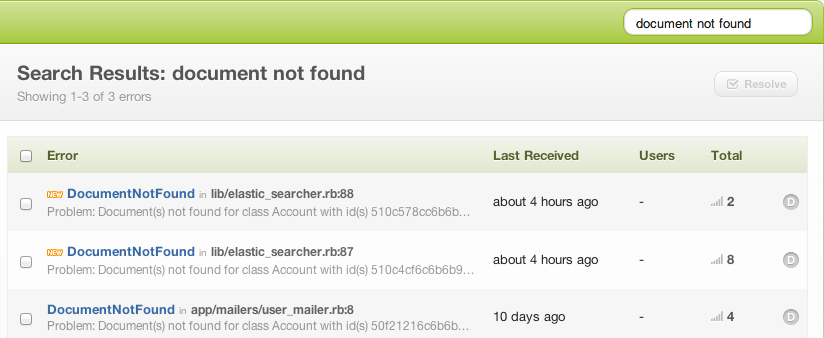 document not found
Search Results: document not found
Showing 1-3 of 3 errors
Resolve
Error Last Received Users Total
NEW DocumentNotFound in lib/elastic_searcher.rb:88
Problem: Document(s) not found for class Account with id(s) 510c578cc6b6b...
about 4 hours ago - 2 D
NEW DocumentNotFound in lib/elastic_searcher.rb:87
Problem: Document(s) not found for class Account with id(s) 510c4cf6c6b6b9...
about 4 hours ago - 8 D
DocumentNotFound in app/mailers/user_mailer.rb:8
Problem: Document(s) not found for class Account with id(s) 50f21216c6b6b...
10 days ago - 4 D